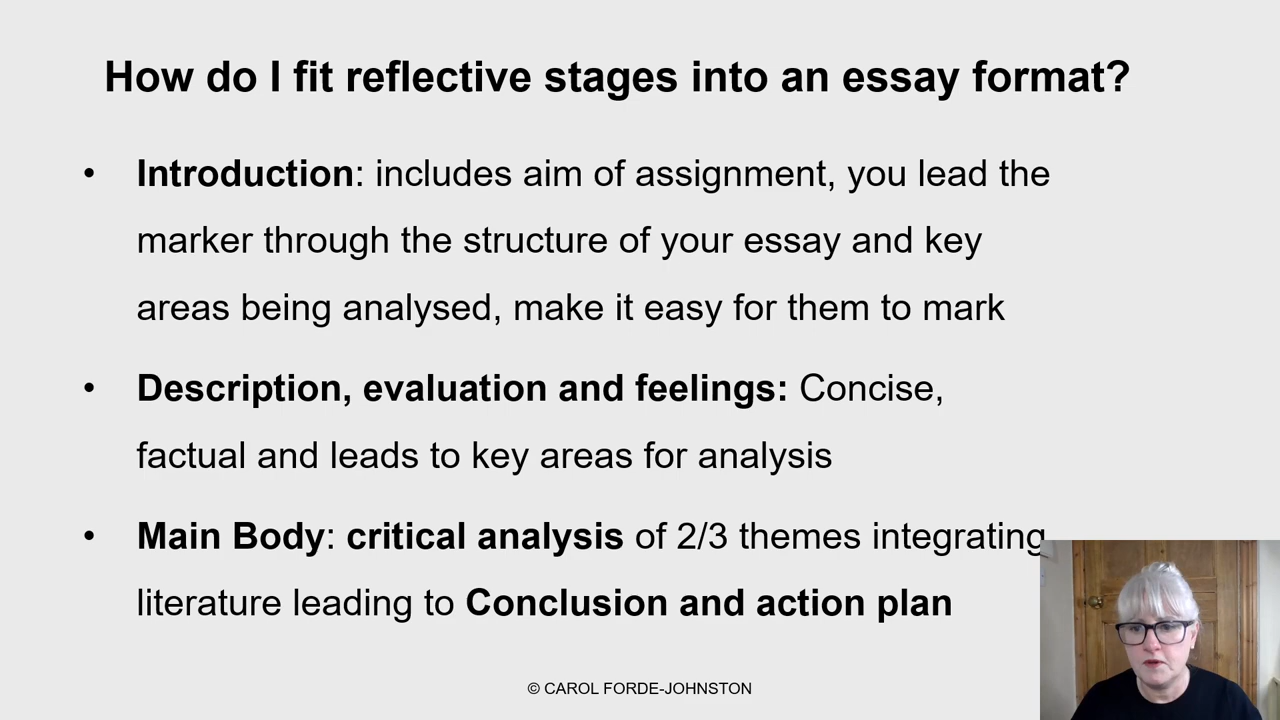 How do I fit reflective stages into an essay format?
• Introduction: includes aim of assignment, you lead the
marker through the structure of your essay and key
areas being analysed, make it easy for them to mark
• Description, evaluation and feelings: Concise,
factual and leads to key areas for analysis
• Main Body: critical analysis of 2/3 themes integrating
literature leading to Conclusion and action plan
© CAROL FORDE-JOHNSTON